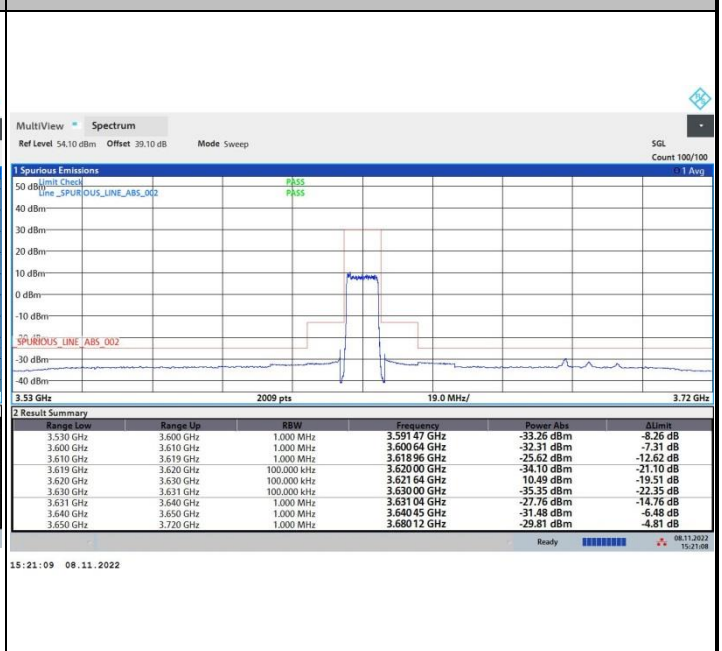 MultiView Spectrum
Ref Level 54.10 dBm Offset 39.10 dB Mode Sweep SGL
Count 100/100
1 Spurious Emissions 1 Avg
Limit Check PASS
50 dBm
Line _SPURIOUS_LINE_ABS_002 PASS
40 dBm
30 dBm
20 dBm
10 dBm
0 dBm
-10 dBm
_SPURIOUS_LINE_ABS_002
-30 dBm
-40 dBm
3.53 GHz 2009 pts 19.0 MHz/ 3.72 GHz
2 Result Summary
Range Low Range Up RBW Frequency Power Abs ΔLimit
3.530 GHz 3.600 GHz 1.000 MHz 3.591 47 GHz -33.26 dBm -8.26 dB
3.600 GHz 3.610 GHz 1.000 MHz 3.600 64 GHz -32.31 dBm -7.31 dB
3.610 GHz 3.619 GHz 1.000 MHz 3.618 96 GHz -25.62 dBm -12.62 dB
3.619 GHz 3.620 GHz 100.000 kHz 3.620 00 GHz -34.10 dBm -21.10 dB
3.620 GHz 3.630 GHz 100.000 kHz 3.621 64 GHz 10.49 dBm -19.51 dB
3.630 GHz 3.631 GHz 100.000 kHz 3.630 00 GHz -35.35 dBm -22.35 dB
3.631 GHz 3.640 GHz 1.000 MHz 3.631 04 GHz -27.76 dBm -14.76 dB
3.640 GHz 3.650 GHz 1.000 MHz 3.640 45 GHz -31.48 dBm -6.48 dB
3.650 GHz 3.720 GHz 1.000 MHz 3.680 12 GHz -29.81 dBm -4.81 dB
Ready 08.11.2022
15:21:08
15:21:09 08.11.2022